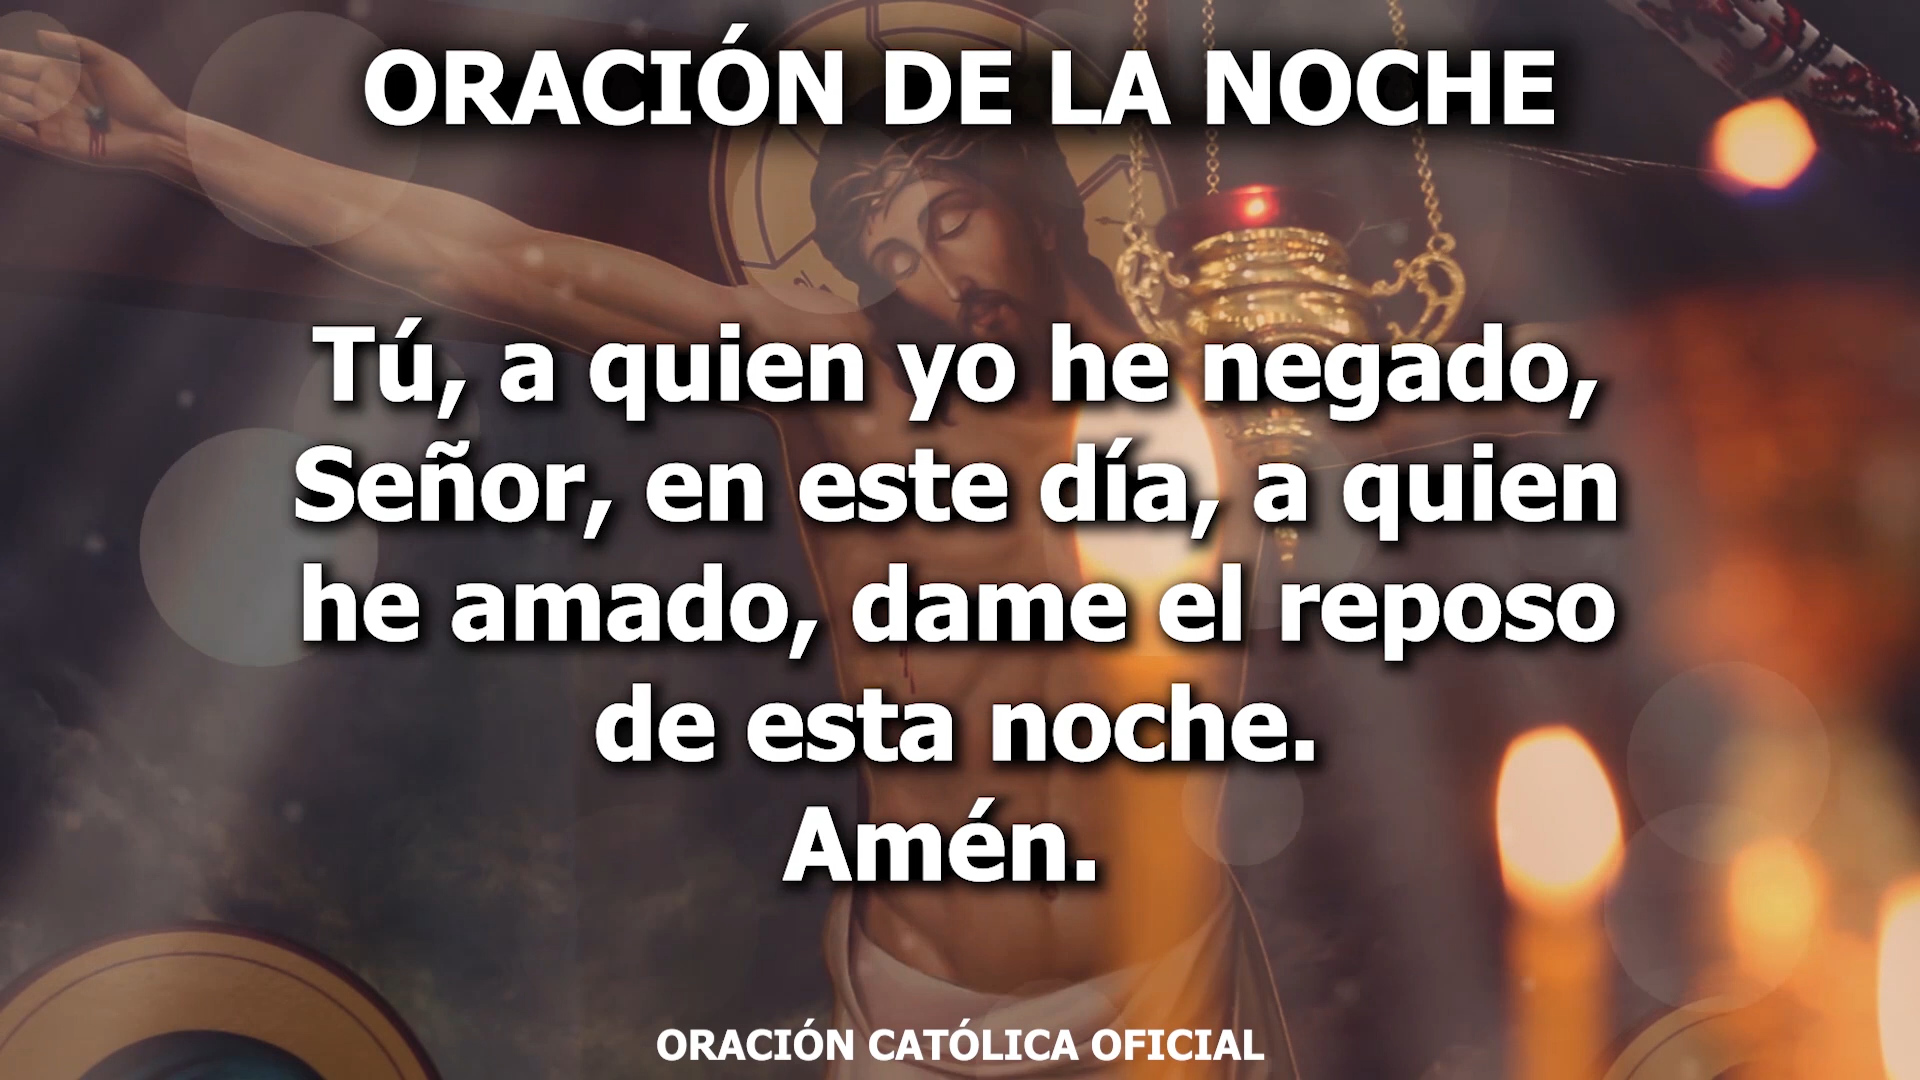 ORACIÓN DE LA NOCHE
Tú, a quien yo he negado,
Señor, en este día, a quien
he amado, dame el reposo
de esta noche.
Amén.
ORACIÓN CATÓLICA OFICIAL